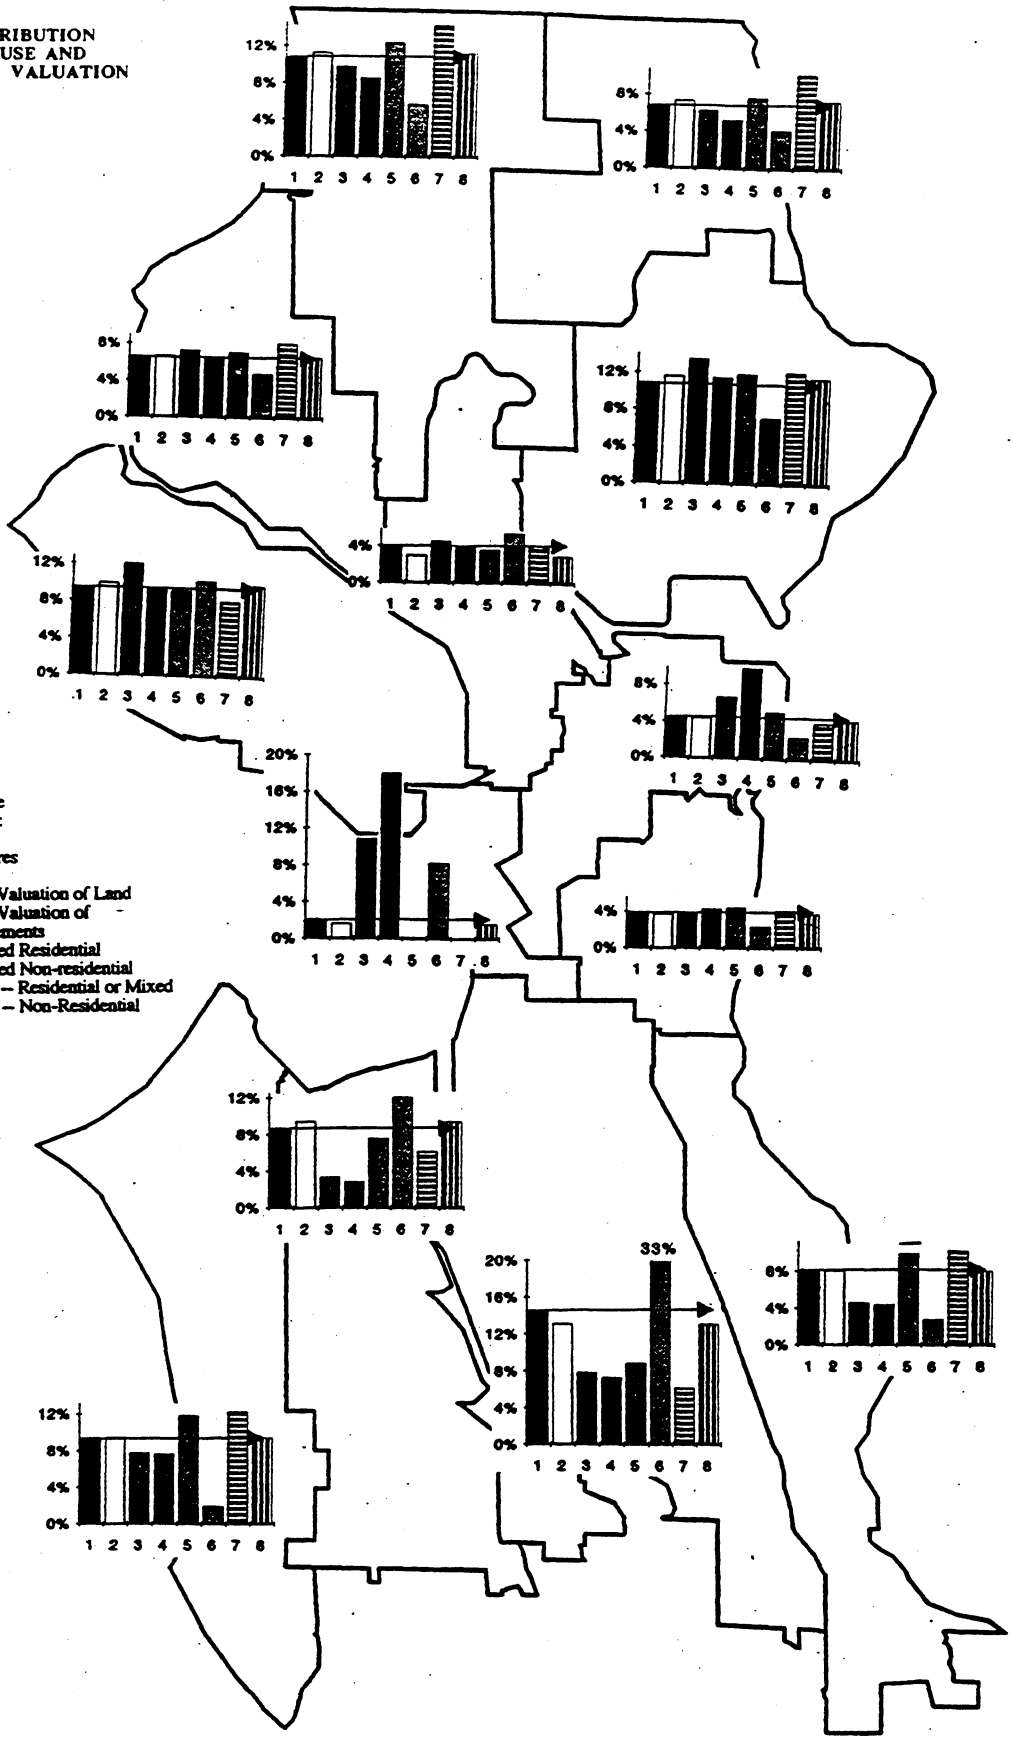 RIBUTION
USE AND
VALUATION
12%
8%
4%
0%
1 2 3 4 5 6 7 8
8%
4%
0%
1 2 3 4 5 6 7 8
8%
4%
0%
1 2 3 4 5 6 7 8
12%
8%
4%
0%
1 2 3 4 5 6 7 8
4%
0%
1 2 3 4 5 6 7 8
12%
8%
4%
0%
1 2 3 4 5 6 7 8
8%
4%
0%
1 2 3 4 5 6 7 8
20%
16%
12%
8%
4%
0%
1 2 3 4 5 6 7 8
e
:
res
Valuation of Land
Valuation of
ements
ed Residential
ed Non-residential
– Residential or Mixed
– Non-Residential
4%
0%
1 2 3 4 5 6 7 8
12%
8%
4%
0%
1 2 3 4 5 6 7 8
33%
20%
16%
12%
8%
4%
0%
1 2 3 4 5 6 7 8
8%
4%
0%
1 2 3 4 5 6 7 8
12%
8%
4%
0%
1 2 3 4 5 6 7 8